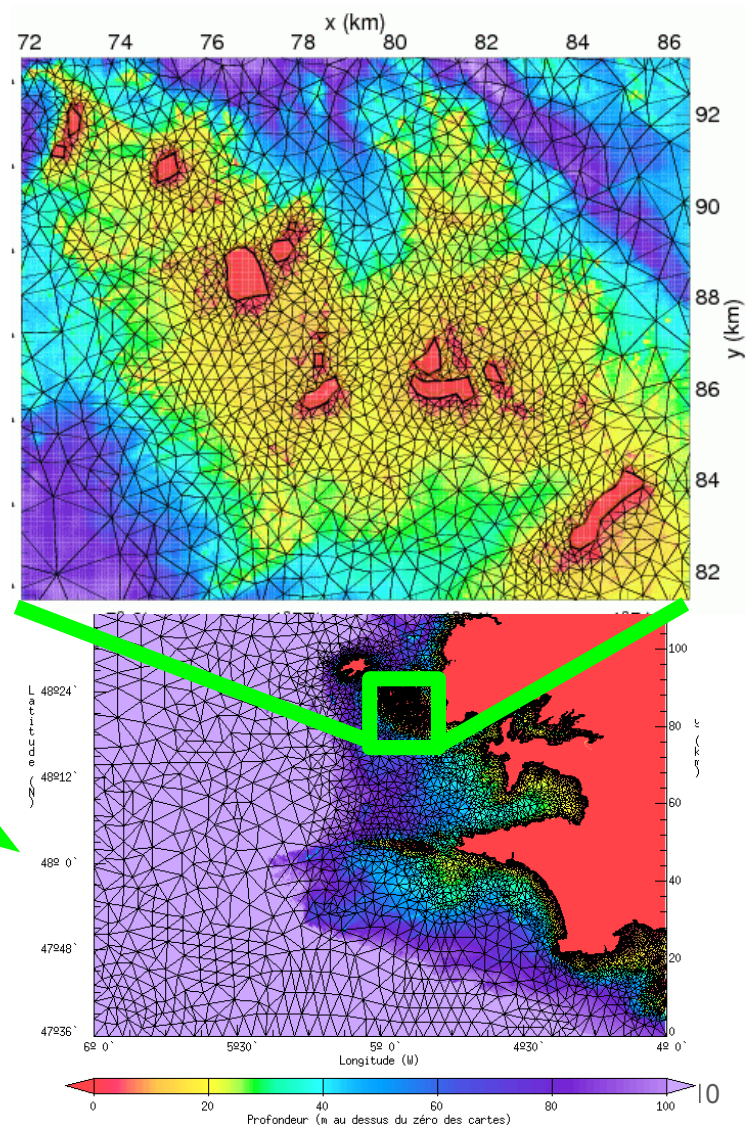 x (km)
72 74 76 78 80 82 84 86
92
90
88
86
84
82
y (km)
100
80
60
40
20
0
Latitude (N)
48º24`
48º12`
48º 0`
47º48`
47º36`
6º 0` 5º30` 5º 0` 4º30` 4º 0`
Longitude (W)
0 20 40 60 80 100
Profondeur (m au dessus du zéro des cartes)